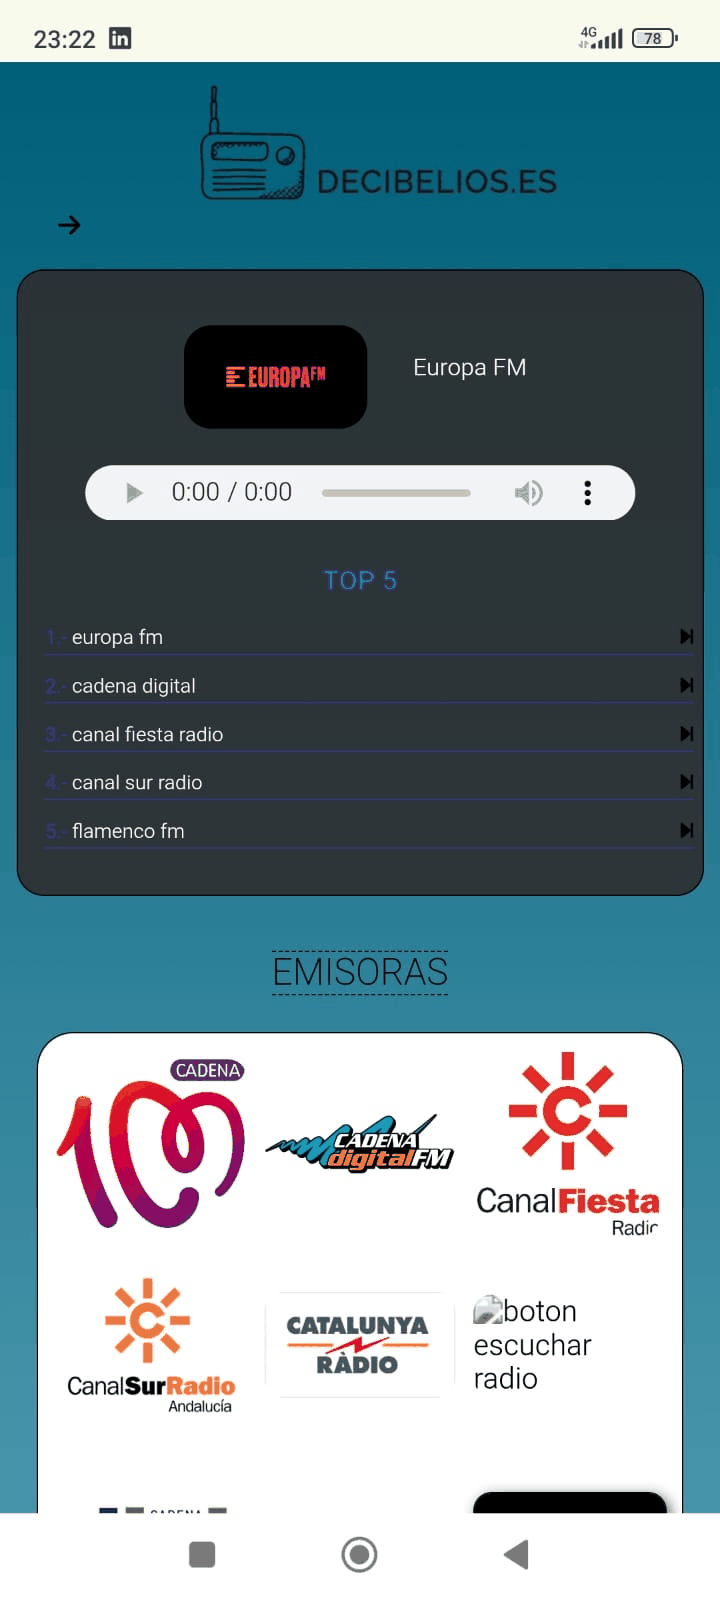 23:22 in 4G 78
DECIBELIOS.ES
EUROPA FM
Europa FM
0:00 / 0:00
TOP 5
1.- europa fm
2.- cadena digital
3.- canal fiesta radio
4.- canal sur radio
5.- flamenco fm
EMISORAS
CADENA
100
CADENA
digitalFM
CanalFiesta
Radio
CanalSurRadio
Andalucía
CATALUNYA
RÀDIO
boton
escuchar
radio
CADENA